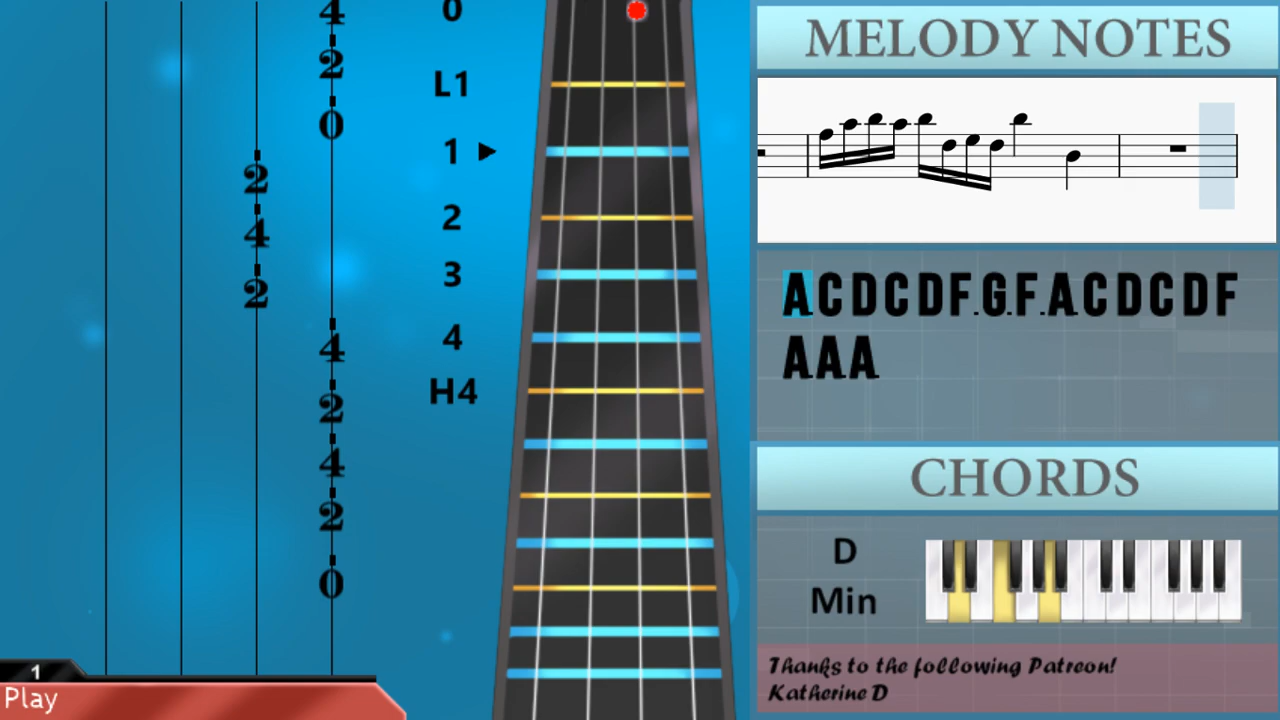 4
2
0
2
4
2
4
2
4
2
0
1
Play
0
L1
1
2
3
4
H4
MELODY NOTES
A C D C D F.G.F.A C D C D F
A A A
CHORDS
D
Min
Thanks to the following Patreon!
Katherine D